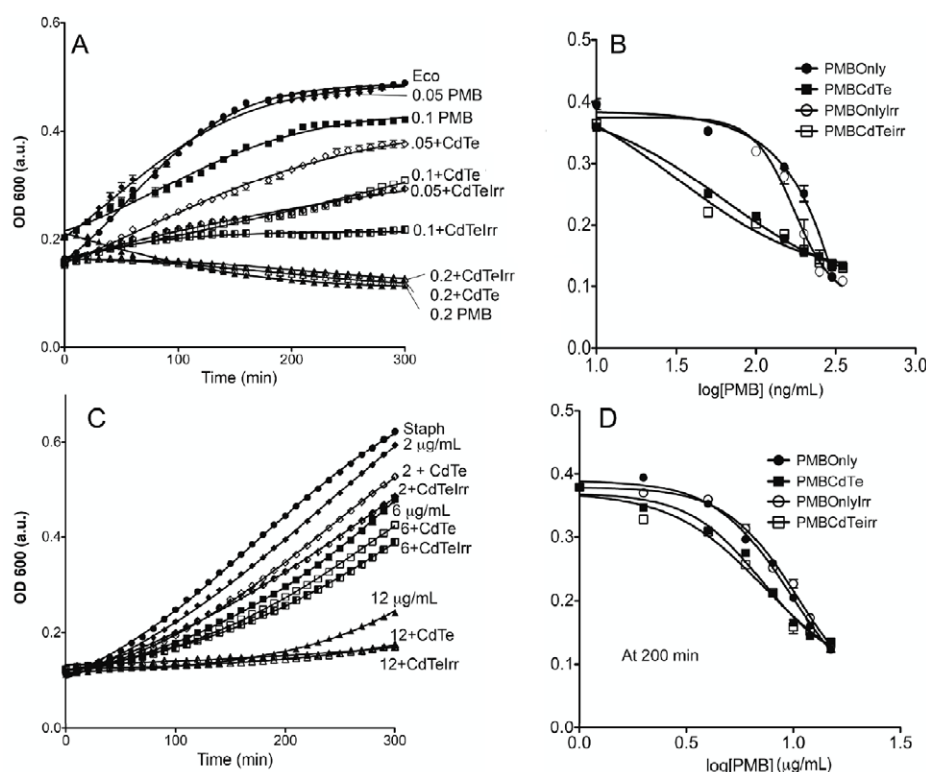 A
OD 600 (a.u.)
0.6
0.4
0.2
0.0
0
100
200
300
Time (min)
Eco
0.05 PMB
0.1 PMB
.05+CdTe
0.1+CdTe
0.05+CdTeIrr
0.1+CdTeIrr
0.2+CdTeIrr
0.2+CdTe
0.2 PMB
B
0.5
0.4
0.3
0.2
0.1
0.0
1.0
1.5
2.0
2.5
3.0
log[PMB] (ng/mL)
PMBOnly
PMBCdTe
PMBOnlyIrr
PMBCdTeirr
C
OD 600 (a.u.)
0.6
0.4
0.2
0.0
0
100
200
300
Time (min)
Staph
2 μg/mL
2 + CdTe
2+CdTeIrr
6 μg/mL
6+CdTe
6+CdTeIrr
12 μg/mL
12+CdTe
12+CdTeIrr
D
0.5
0.4
0.3
0.2
0.1
0.0
0.0
0.5
1.0
1.5
log[PMB] (μg/mL)
PMBOnly
PMBCdTe
PMBOnlyIrr
PMBCdTeirr
At 200 min